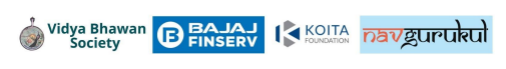 Vidya Bhawan
Society
BAJAJ
FINSERV
KOITA
FOUNDATION
navgurukul